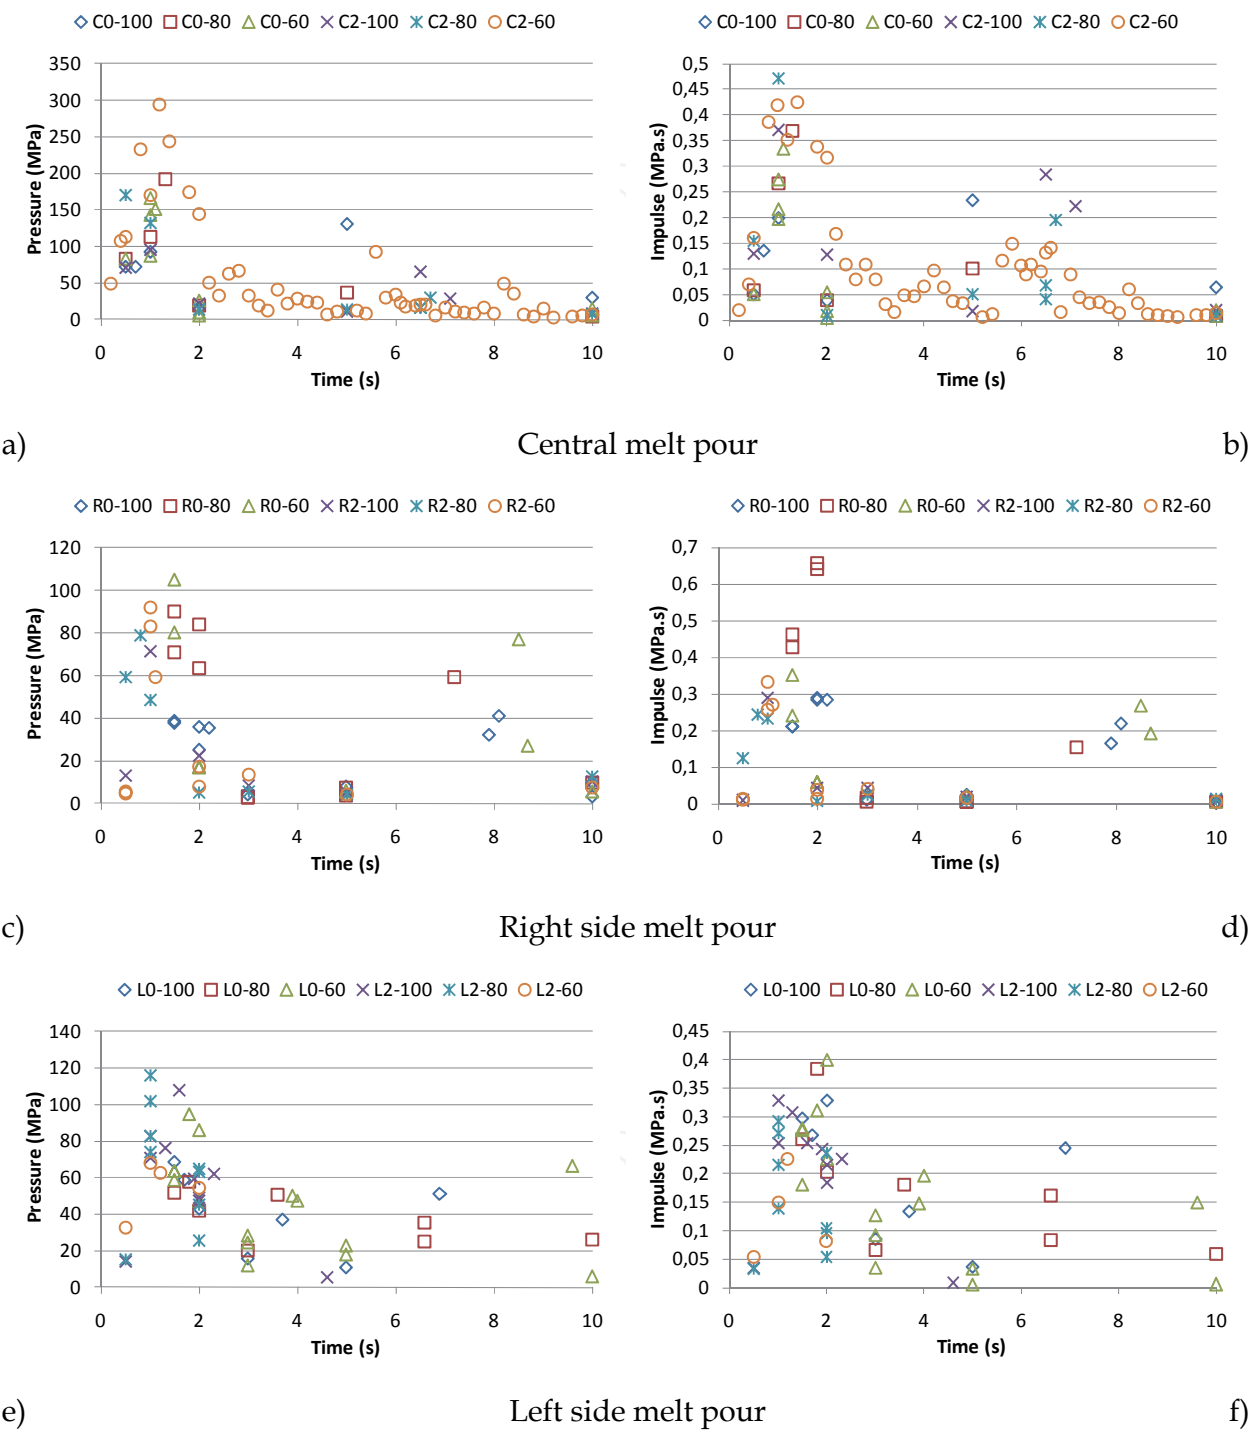 C0-100 C0-80 C0-60 C2-100 C2-80 C2-60
350
300
250
200
150
100
50
0
Pressure (MPa)
0 2 4 6 8 10
Time (s)
a)
C0-100 C0-80 C0-60 C2-100 C2-80 C2-60
0,5
0,45
0,4
0,35
0,3
0,25
0,2
0,15
0,1
0,05
0
Impulse (MPa.s)
0 2 4 6 8 10
Time (s)
b)
Central melt pour
R0-100 R0-80 R0-60 R2-100 R2-80 R2-60
120
100
80
60
40
20
0
Pressure (MPa)
0 2 4 6 8 10
Time (s)
c)
R0-100 R0-80 R0-60 R2-100 R2-80 R2-60
0,7
0,6
0,5
0,4
0,3
0,2
0,1
0
Impulse (MPa.s)
0 2 4 6 8 10
Time (s)
d)
Right side melt pour
L0-100 L0-80 L0-60 L2-100 L2-80 L2-60
140
120
100
80
60
40
20
0
Pressure (MPa)
0 2 4 6 8 10
Time (s)
e)
L0-100 L0-80 L0-60 L2-100 L2-80 L2-60
0,45
0,4
0,35
0,3
0,25
0,2
0,15
0,1
0,05
0
Impulse (MPa.s)
0 2 4 6 8 10
Time (s)
f)
Left side melt pour